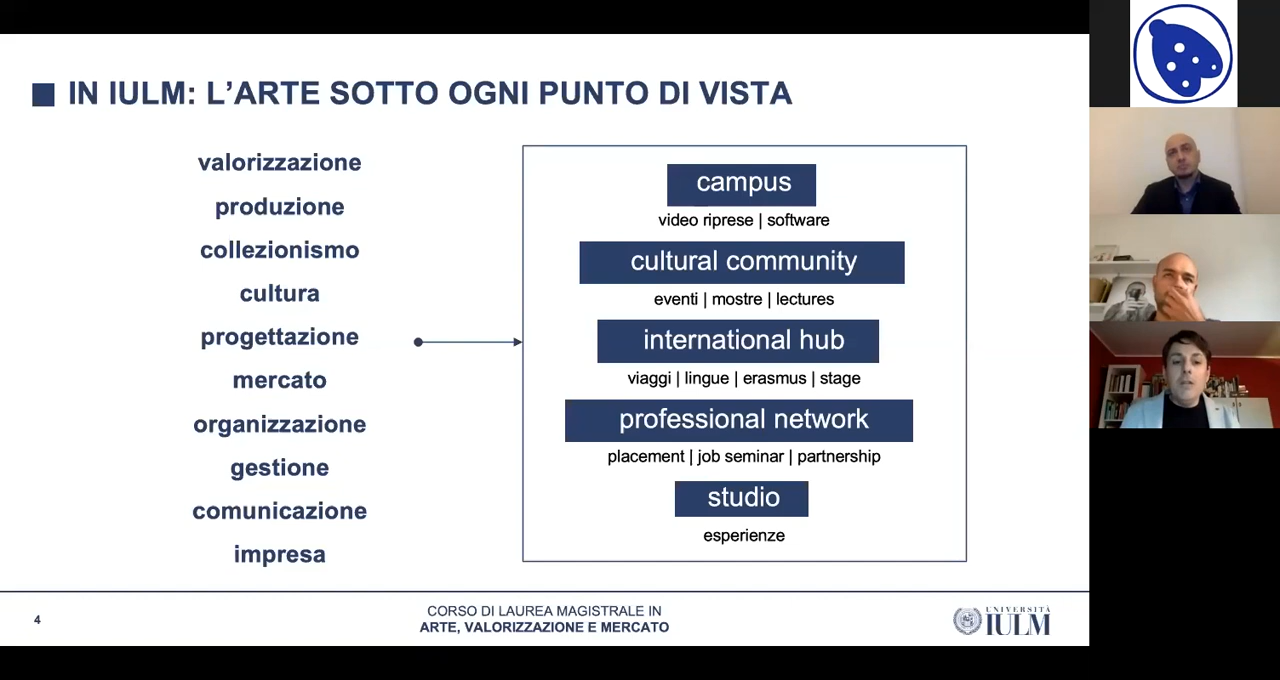 IN IULM: L’ARTE SOTTO OGNI PUNTO DI VISTA
valorizzazione
produzione
collezionismo
cultura
progettazione
mercato
organizzazione
gestione
comunicazione
impresa
campus
video riprese | software
cultural community
eventi | mostre | lectures
international hub
viaggi | lingue | erasmus | stage
professional network
placement | job seminar | partnership
studio
esperienze
4
CORSO DI LAUREA MAGISTRALE IN
ARTE, VALORIZZAZIONE E MERCATO
UNIVERSITÀ
IULM